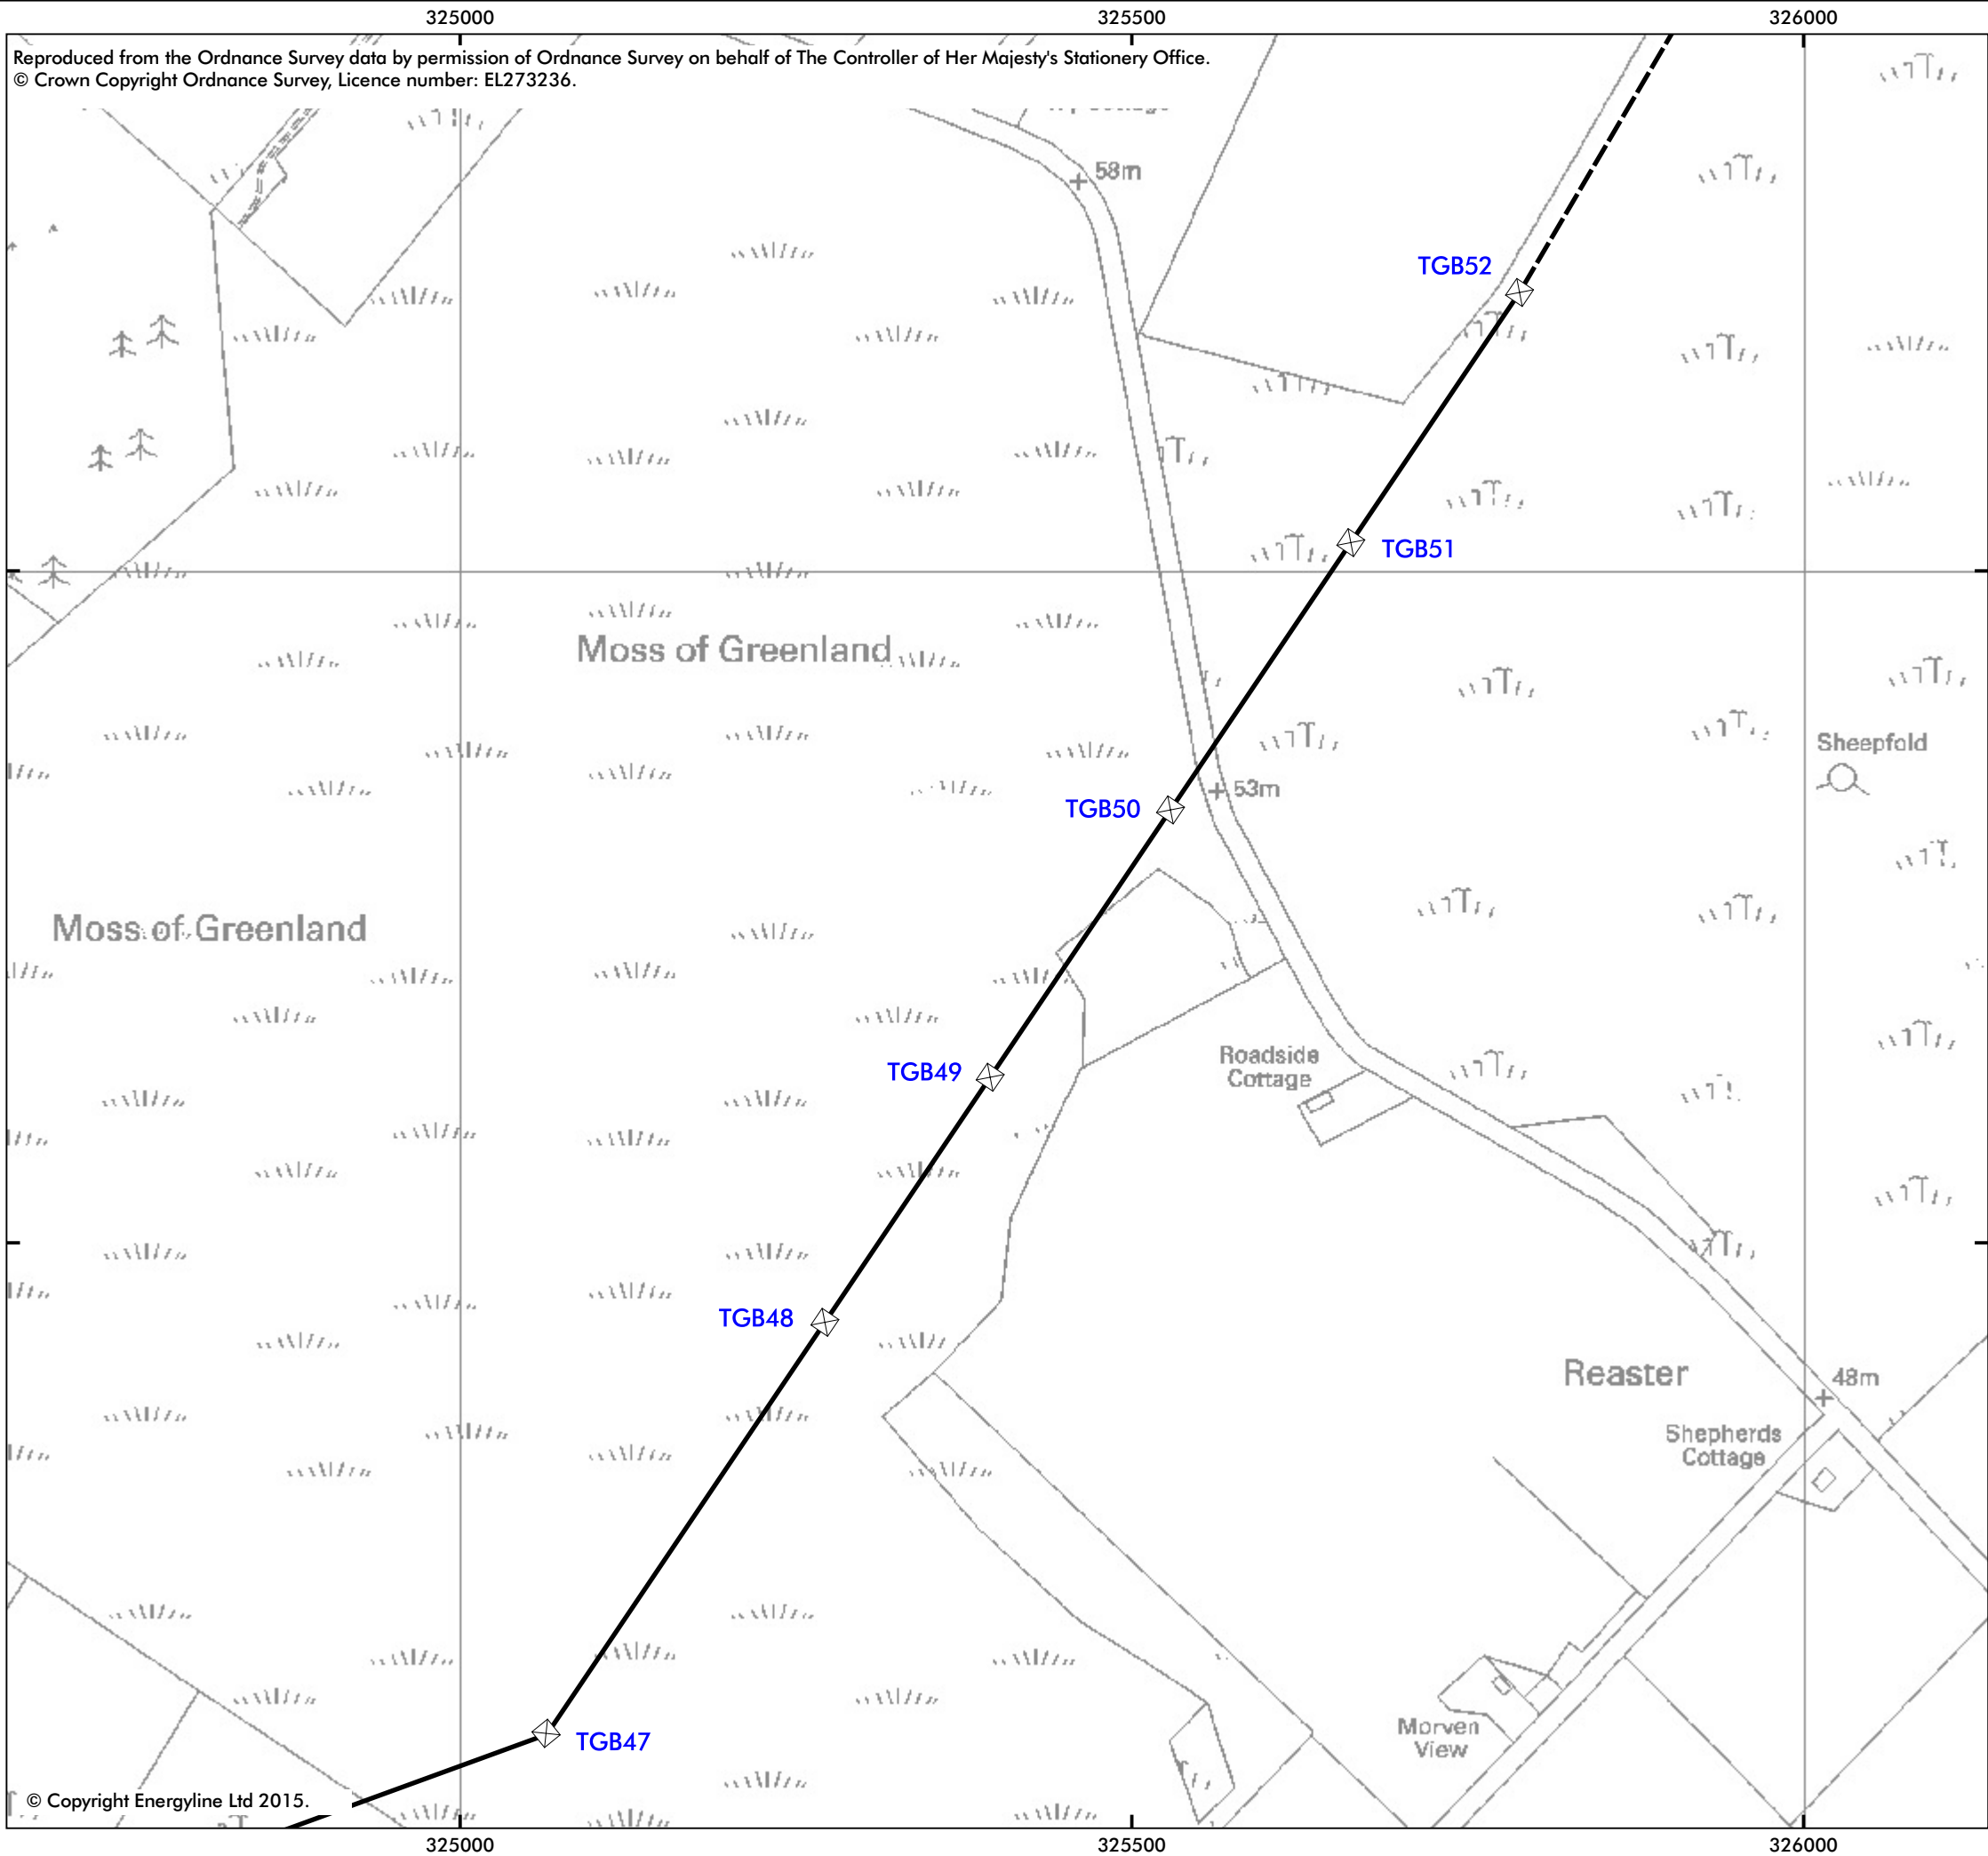 325000 325500 326000
Reproduced from the Ordnance Survey data by permission of Ordnance Survey on behalf of The Controller of Her Majesty's Stationery Office.
© Crown Copyright Ordnance Survey, Licence number: EL273236.
58m
TGB52
TGB51
Moss of Greenland
Sheepfold
53m
TGB50
Moss of Greenland
Roadside
Cottage
TGB49
TGB48
Reaster
48m
Shepherds
Cottage
Morven
View
TGB47
© Copyright Energyline Ltd 2015.
325000 325500 326000